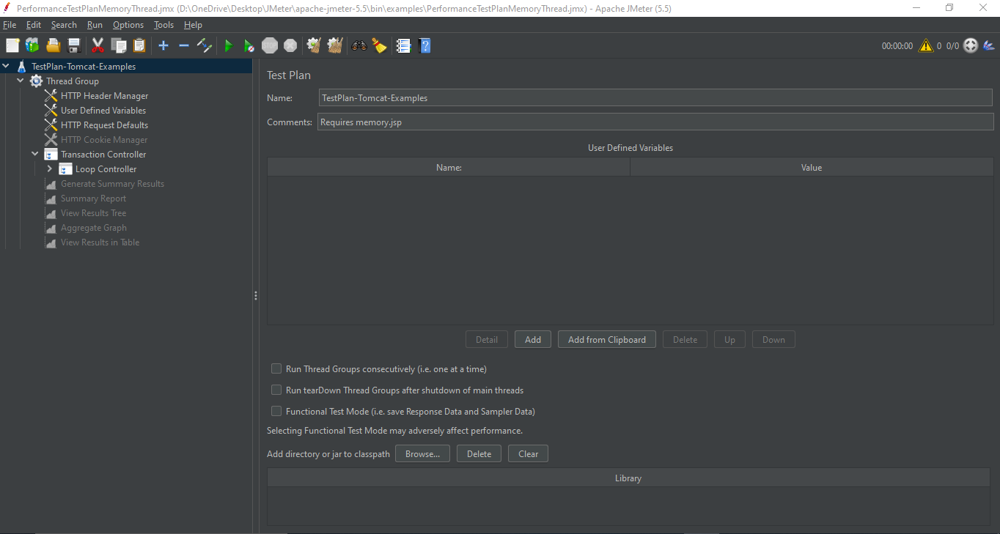 PerformanceTestPlanMemoryThread.jmx (D:\OneDrive\Desktop\JMeter\apache-jmeter-5.5\bin\examples\PerformanceTestPlanMemoryThread.jmx) - Apache JMeter (5.5)
File Edit Search Run Options Tools Help
STOP
00:00:00 0 0/0
TestPlan-Tomcat-Examples
Thread Group
HTTP Header Manager
User Defined Variables
HTTP Request Defaults
HTTP Cookie Manager
Transaction Controller
Loop Controller
Generate Summary Results
Summary Report
View Results Tree
Aggregate Graph
View Results in Table
Test Plan
Name: TestPlan-Tomcat-Examples
Comments: Requires memory.jsp
User Defined Variables
Name: Value
Detail Add Add from Clipboard Delete Up Down
Run Thread Groups consecutively (i.e. one at a time)
Run tearDown Thread Groups after shutdown of main threads
Functional Test Mode (i.e. save Response Data and Sampler Data)
Selecting Functional Test Mode may adversely affect performance.
Add directory or jar to classpath Browse... Delete Clear
Library